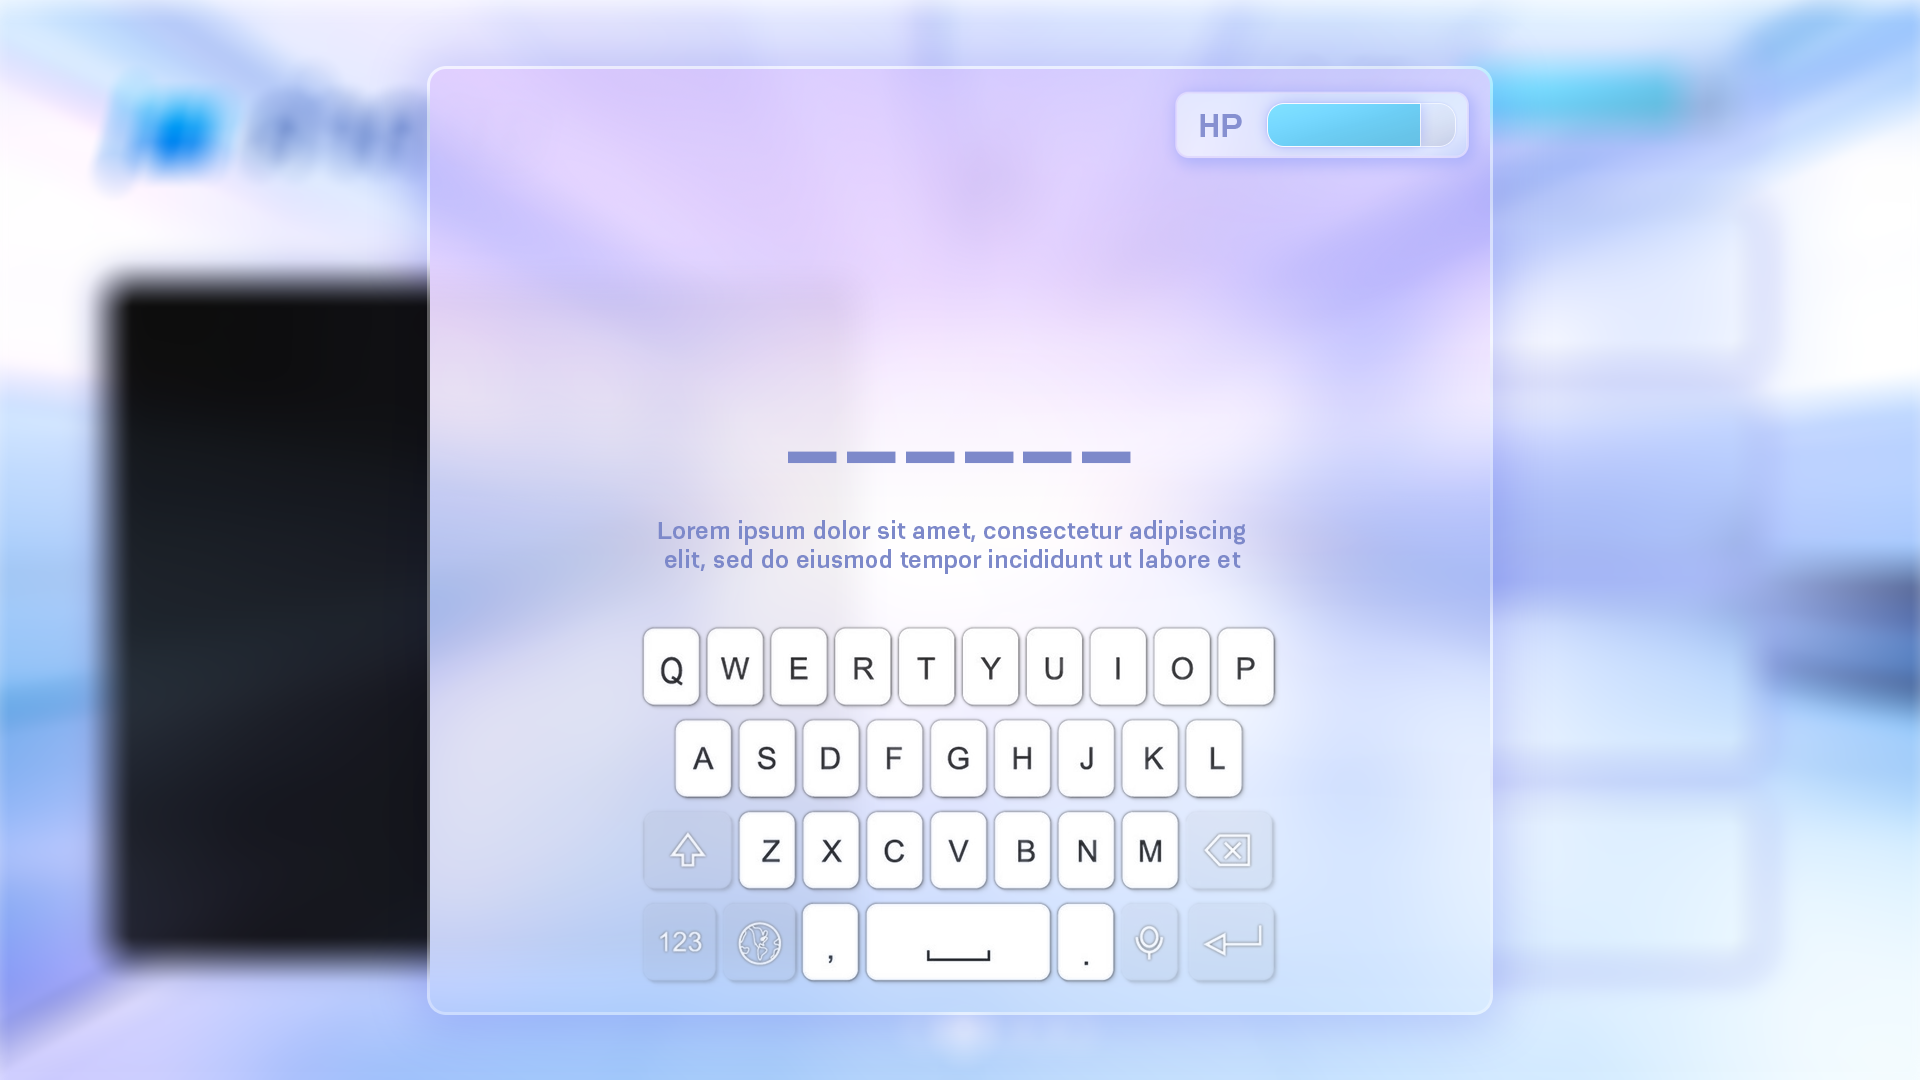 HP
Lorem ipsum dolor sit amet, consectetur adipiscing
elit, sed do eiusmod tempor incididunt ut labore et
Q W E R T Y U I O P
A S D F G H J K L
Z X C V B N M
123 , .